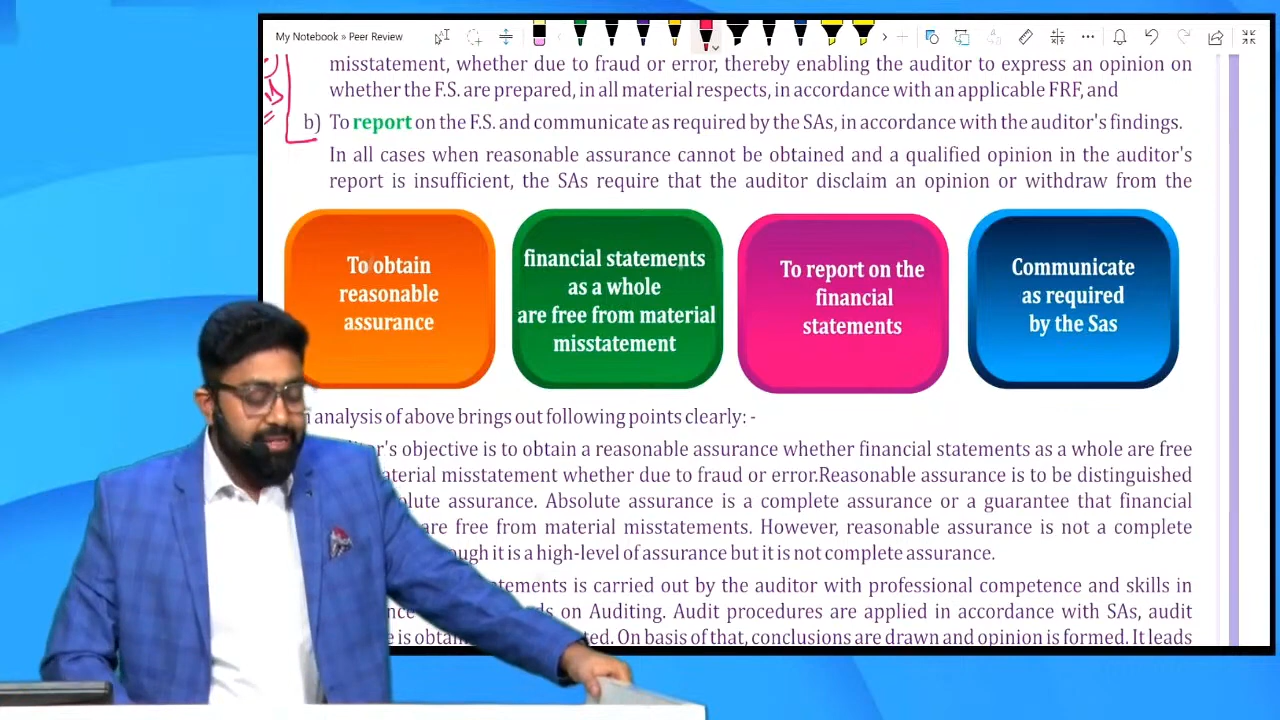 My Notebook » Peer Review
misstatement, whether due to fraud or error, thereby enabling the auditor to express an opinion on
whether the F.S. are prepared, in all material respects, in accordance with an applicable FRF, and
b) To report on the F.S. and communicate as required by the SAs, in accordance with the auditor's findings.
In all cases when reasonable assurance cannot be obtained and a qualified opinion in the auditor's
report is insufficient, the SAs require that the auditor disclaim an opinion or withdraw from the
To obtain
reasonable
assurance
financial statements
as a whole
are free from material
misstatement
To report on the
financial
statements
Communicate
as required
by the Sas
analysis of above brings out following points clearly: -
objective is to obtain a reasonable assurance whether financial statements as a whole are free
misstatement whether due to fraud or error.Reasonable assurance is to be distinguished
assurance. Absolute assurance is a complete assurance or a guarantee that financial
are free from material misstatements. However, reasonable assurance is not a complete
it is a high-level of assurance but it is not complete assurance.
is carried out by the auditor with professional competence and skills in
on Auditing. Audit procedures are applied in accordance with SAs, audit
is On basis of that, conclusions are drawn and opinion is formed. It leads